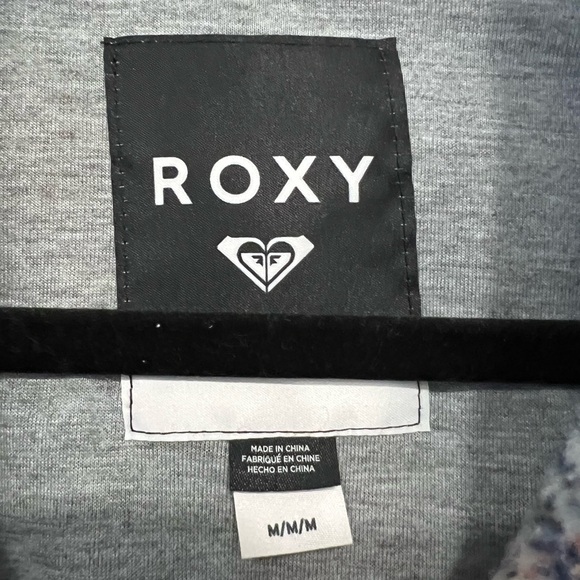 ROXY
MADE IN CHINA
FABRIQUÉ EN CHINE
HECHO EN CHINA
M/M/M